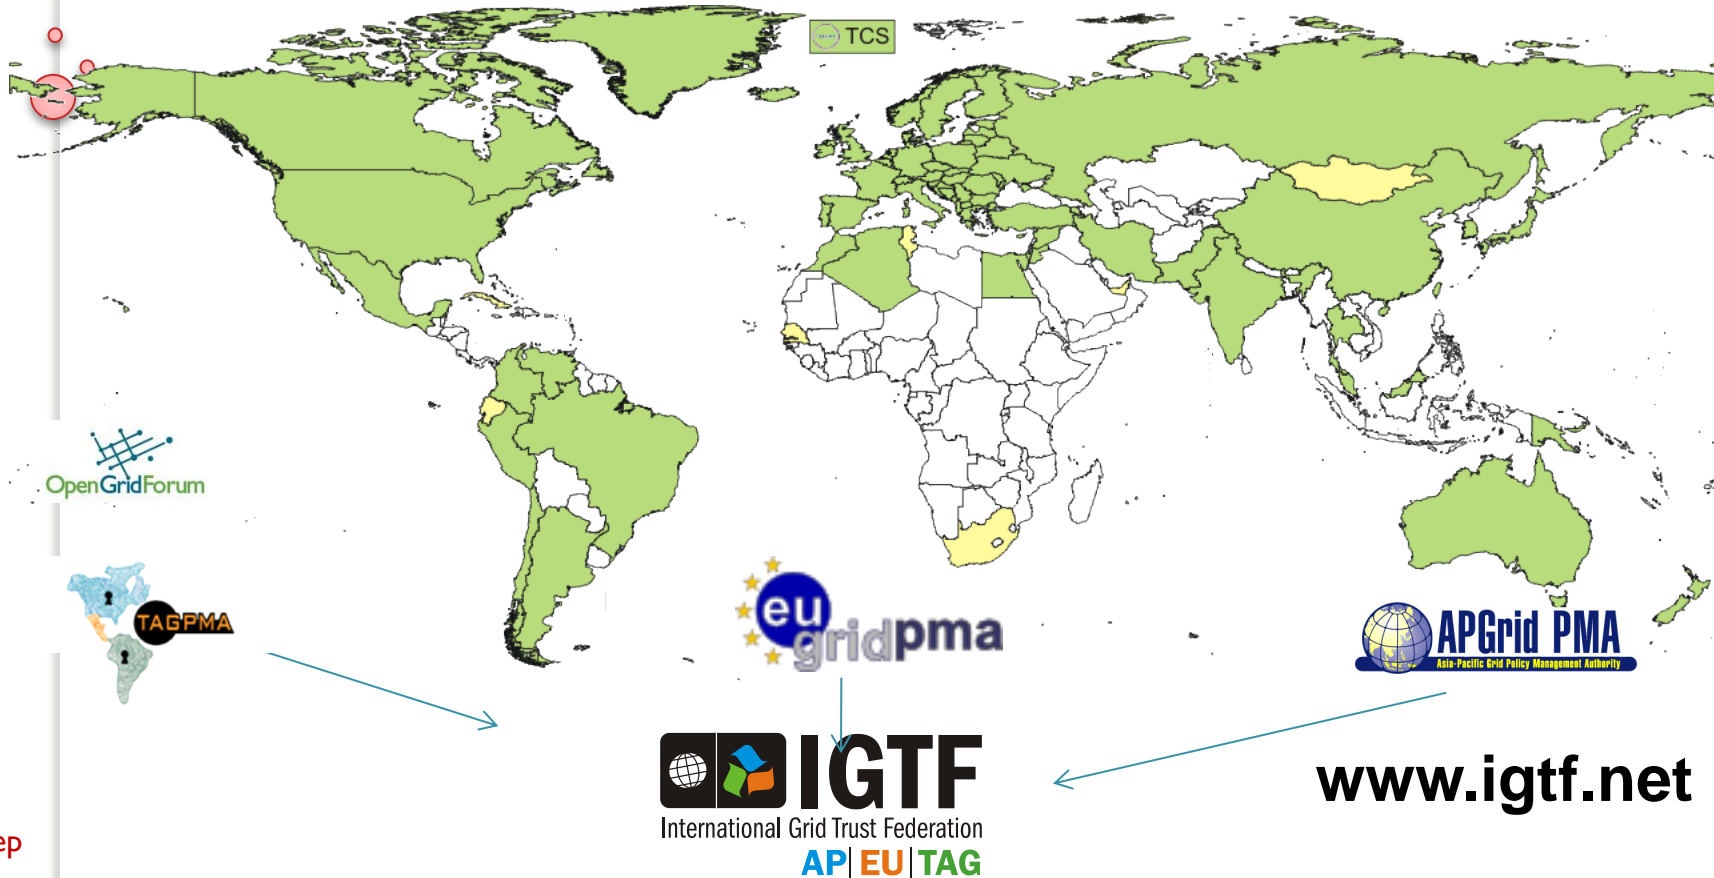 TCS
OpenGridForum
TAGPMA
eu
gridpma
APGrid PMA
Asia-Pacific Grid Policy Management Authority
IGTF
International Grid Trust Federation
AP|EU|TAG
www.igtf.net
ep